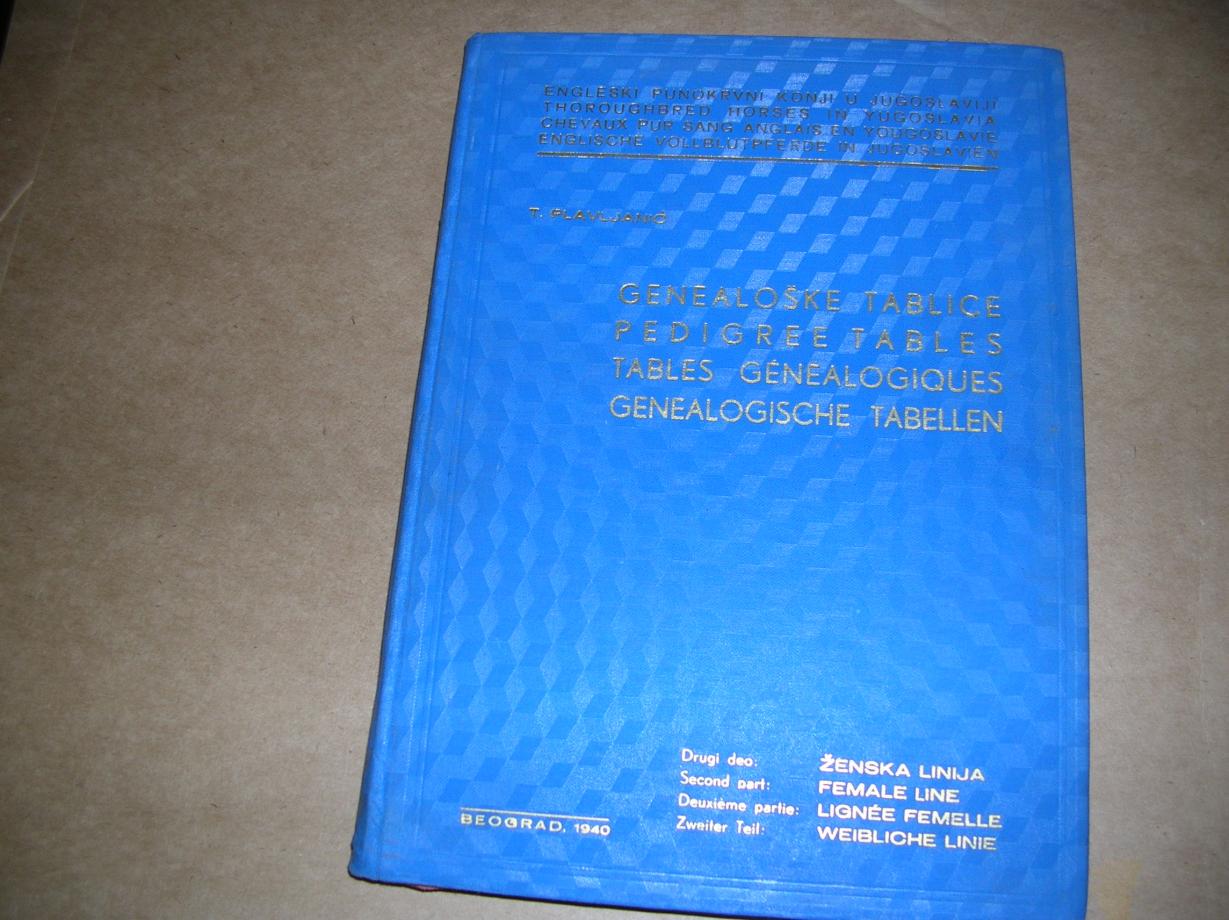 ENGLESKI PUNOKRVNI KONJI U JUGOSLAVIJI
THOROUGHBRED HORSES IN YUGOSLAVIA
CHEVAUX PUR SANG ANGLAIS EN YOUGOSLAVIE
ENGLISCHE VOLLBLUTPFERDE IN JUGOSLAVIEN
T. PLAVLJANIĆ
GENEALOŠKE TABLICE
PEDIGREE TABLES
TABLES GÉNÉALOGIQUES
GENEALOGISCHE TABELLEN
Drugi deo: ŽENSKA LINIJA
Second part: FEMALE LINE
Deuxième partie: LIGNÉE FEMELLE
Zweiter Teil: WEIBLICHE LINIE
BEOGRAD, 1940